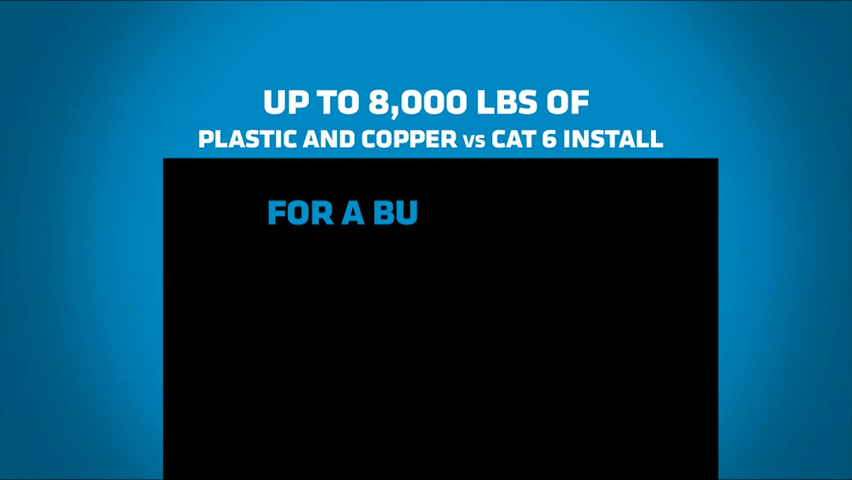 UP TO 8,000 LBS OF
PLASTIC AND COPPER vs CAT 6 INSTALL
FOR A BU